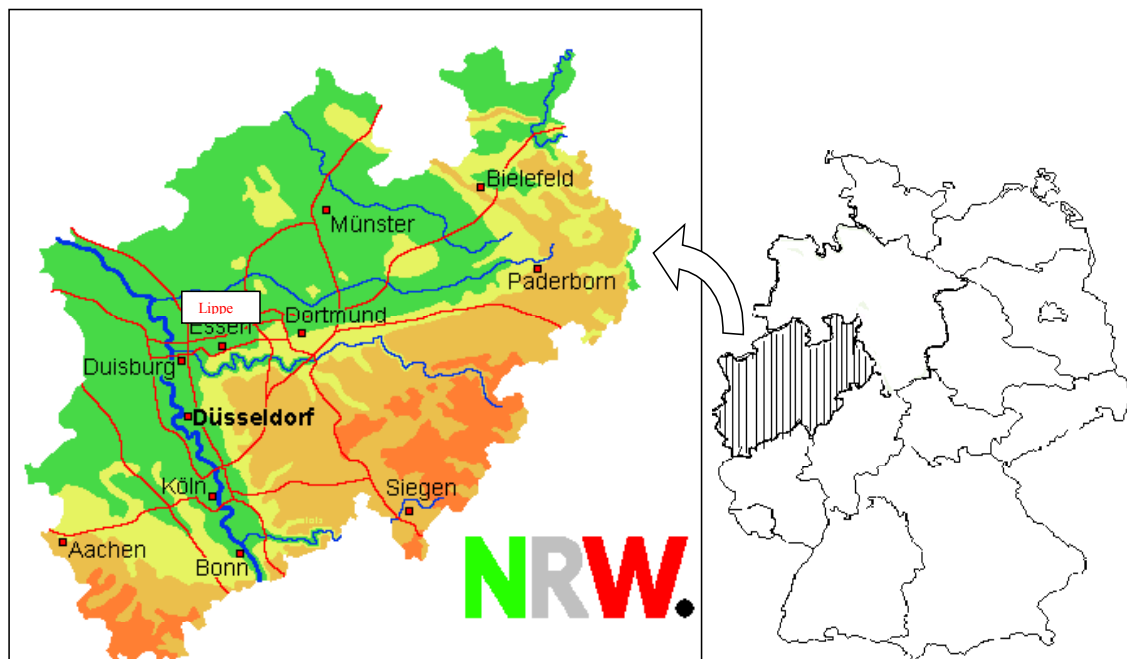 Bielefeld
Münster
Paderborn
Lippe
Dortmund
Essen
Duisburg
Düsseldorf
Köln
Siegen
Aachen
Bonn
NRW.